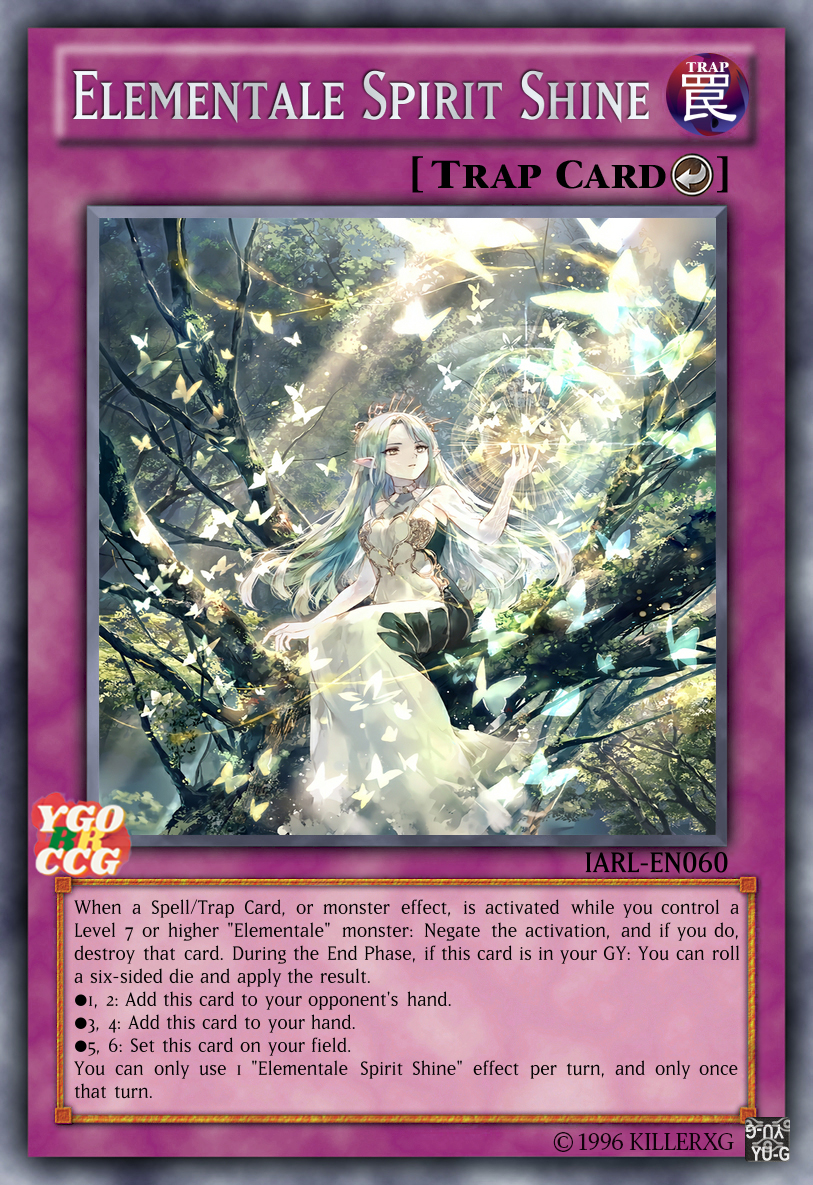 Elementale Spirit Shine
TRAP
罠
[Trap Card]
YGO
BR
CCG
IARL-EN060
When a Spell/Trap Card, or monster effect, is activated while you control a
Level 7 or higher "Elementale" monster: Negate the activation, and if you do,
destroy that card. During the End Phase, if this card is in your GY: You can roll
a six-sided die and apply the result.
●1, 2: Add this card to your opponent's hand.
●3, 4: Add this card to your hand.
●5, 6: Set this card on your field.
You can only use 1 "Elementale Spirit Shine" effect per turn, and only once
that turn.
© 1996 KILLERXG
YU-G